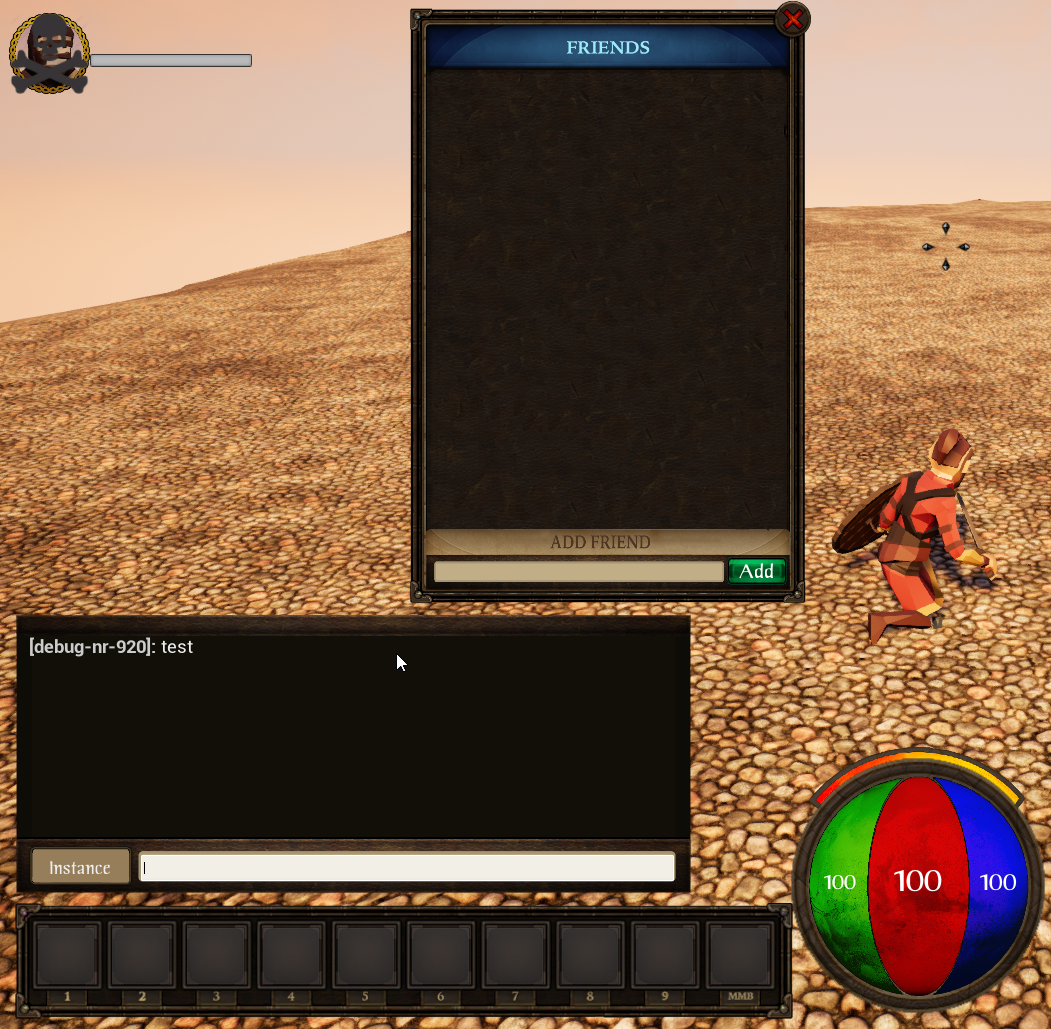 FRIENDS
ADD FRIEND
Add
[debug-nr-920]: test
Instance
100 100 100
1 2 3 4 5 6 7 8 9 MMB